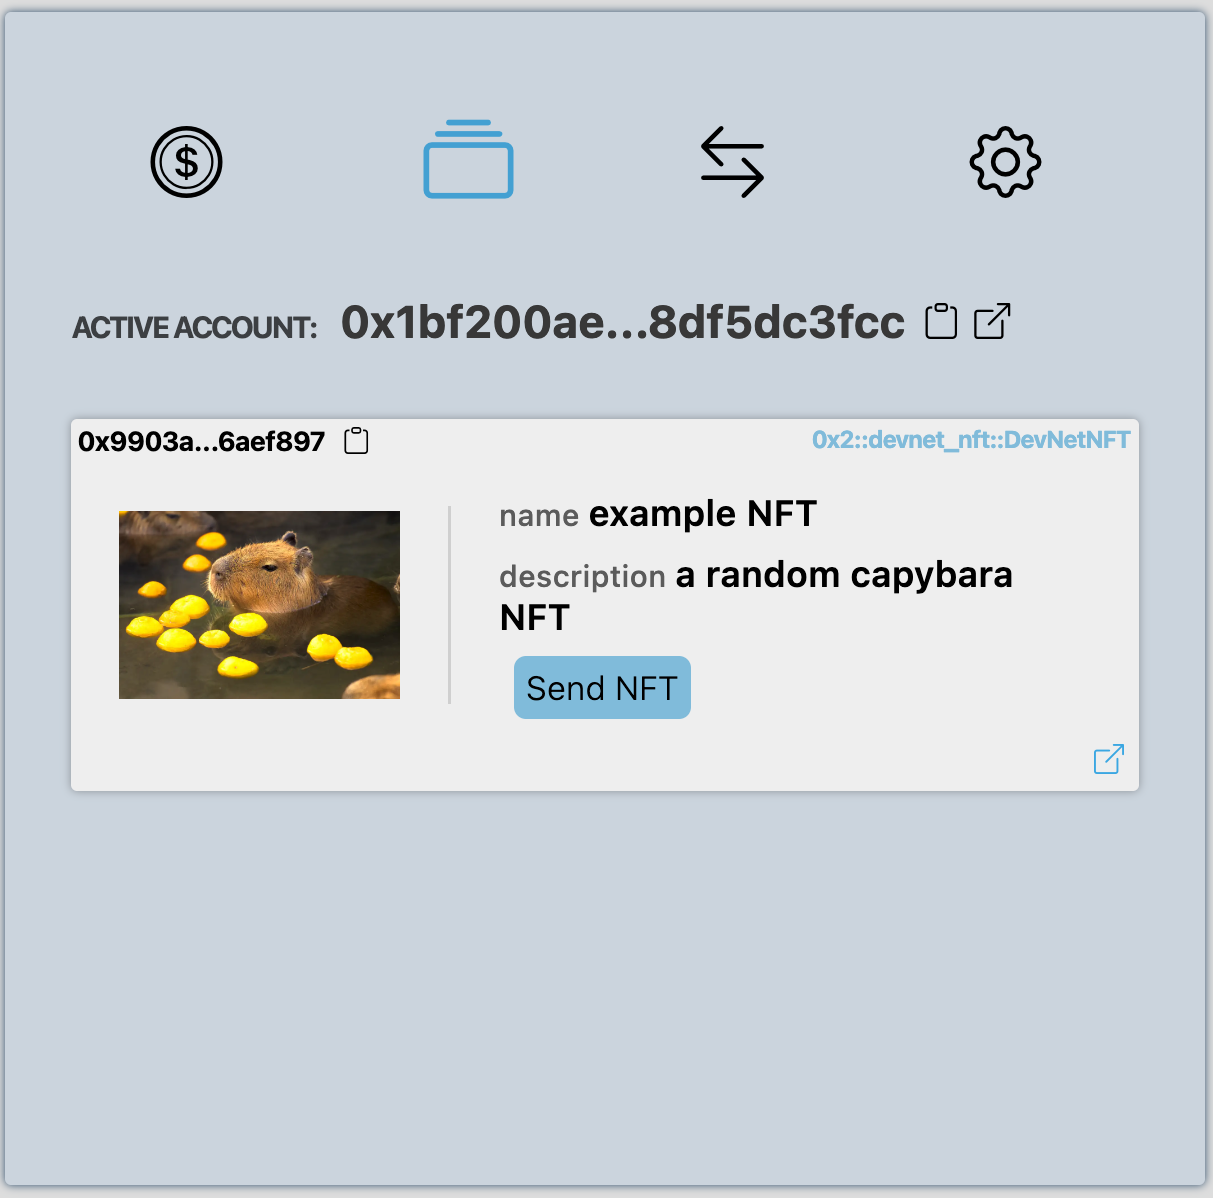 $
ACTIVE ACCOUNT: 0x1bf200ae...8df5dc3fcc
0x9903a...6aef897 0x2::devnet_nft::DevNetNFT
name example NFT
description a random capybara
NFT
Send NFT